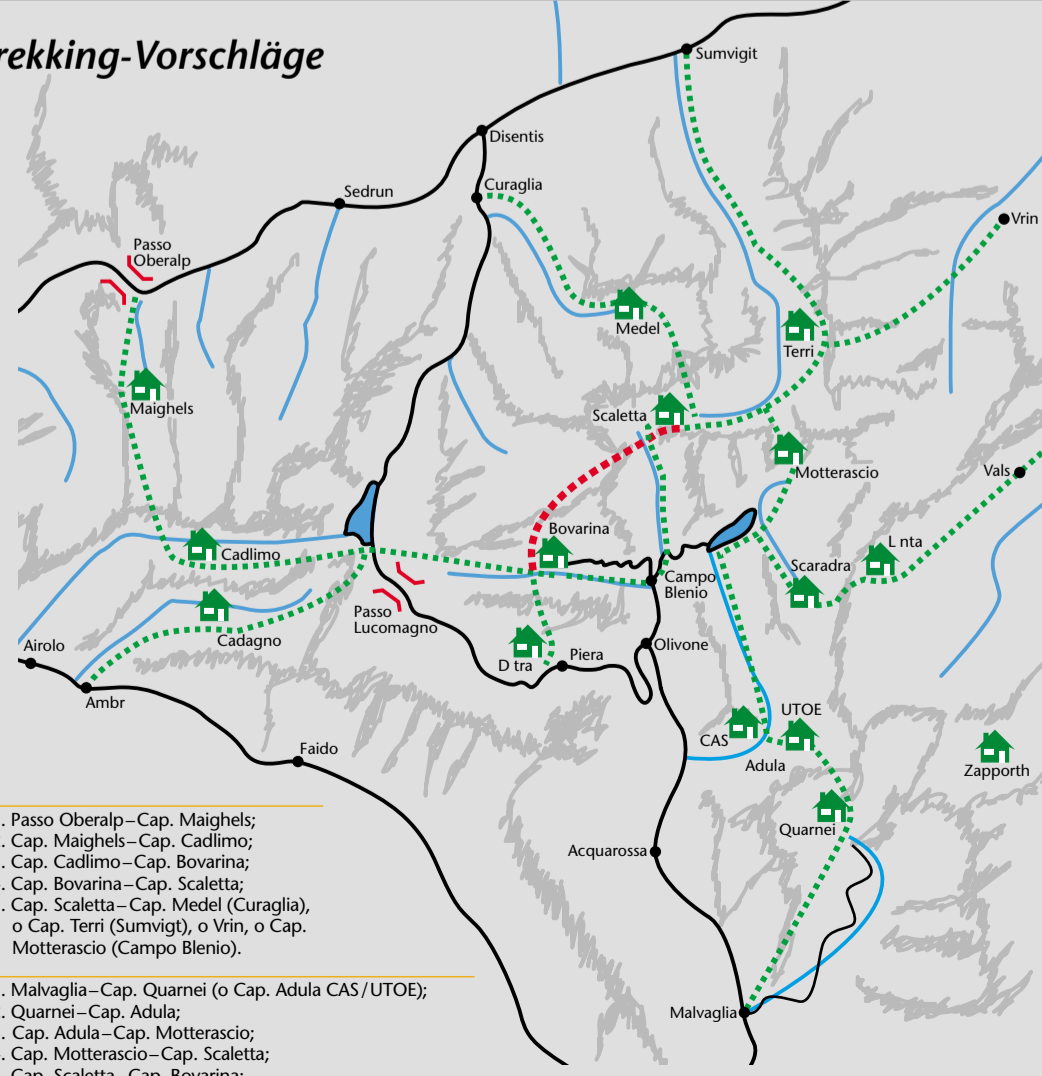 rekking-Vorschläge
Sumvigit
Disentis
Curaglia
Sedrun
Vrin
Passo
Oberalp
Medel
Terri
Maighels
Scaletta
Motterascio
Vals
Bovarina
Cadlimo
L nta
Scaradra
Campo
Blenio
Passo
Lucomagno
Cadagno
Airolo
Olivone
Piera
D tra
Ambr
UTOE
CAS
Adula
Faido
Zapporth
Quarnei
Acquarossa
Malvaglia
. Passo Oberalp–Cap. Maighels;
. Cap. Maighels–Cap. Cadlimo;
. Cap. Cadlimo–Cap. Bovarina;
. Cap. Bovarina–Cap. Scaletta;
. Cap. Scaletta–Cap. Medel (Curaglia),
o Cap. Terri (Sumvigt), o Vrin, o Cap.
Motterascio (Campo Blenio).
. Malvaglia–Cap. Quarnei (o Cap. Adula CAS/UTOE);
. Quarnei–Cap. Adula;
. Cap. Adula–Cap. Motterascio;
. Cap. Motterascio–Cap. Scaletta;
Cap. Scaletta–Cap. Bovarina;